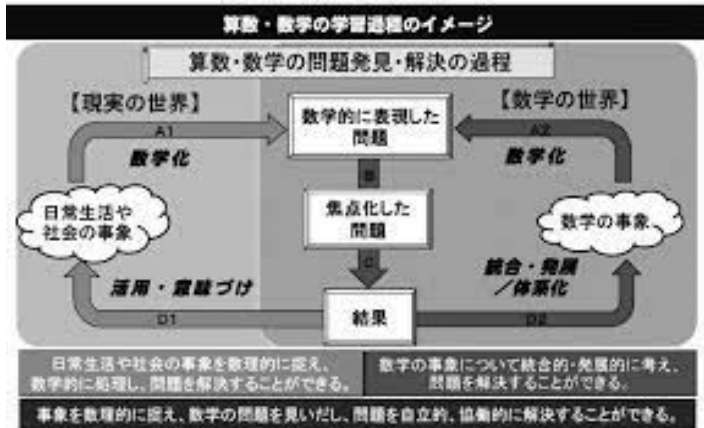 算数・数学の学習過程のイメージ
算数・数学の問題発見・解決の過程
【現実の世界】
【数学の世界】
数学的に表現した
問題
A1
A2
数学化
数学化
B
日常生活や
社会の事象
焦点化した
問題
数学の事象
C
活用・意味づけ
統合・発展
/体系化
D1
結果
D2
日常生活や社会の事象を数理的に捉え、
数学的に処理し、問題を解決することができる。
数学の事象について統合的・発展的に考え、
問題を解決することができる。
事象を数理的に捉え、数学の問題を見いだし、問題を自立的、協働的に解決することができる。